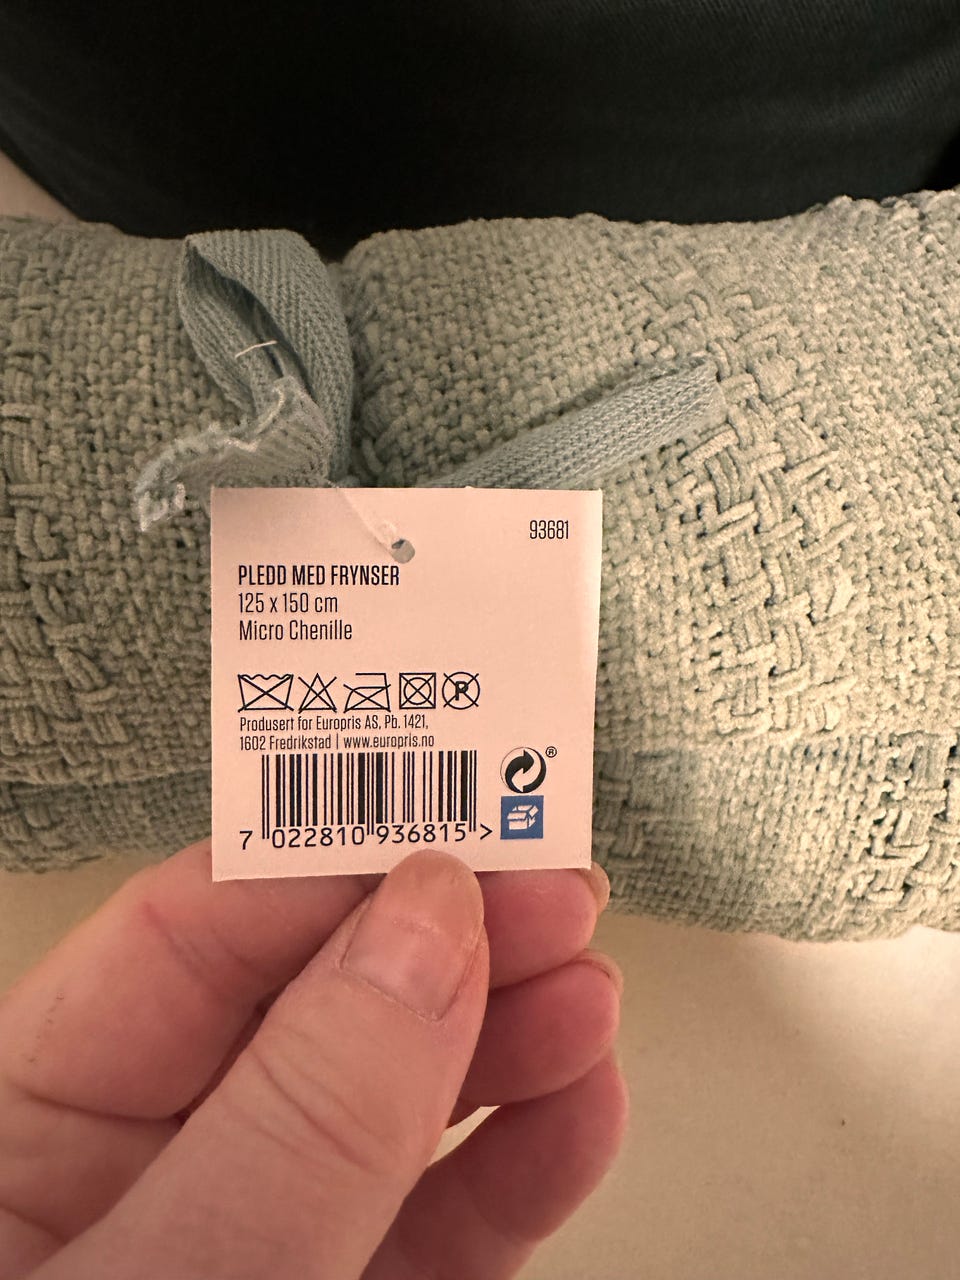 93681
PLEDD MED FRYNSER
125 x 150 cm
Micro Chenille
P
Produsert for Europris AS, Pb. 1421,
1602 Fredrikstad | www.europris.no
®
7 022810 936815 >